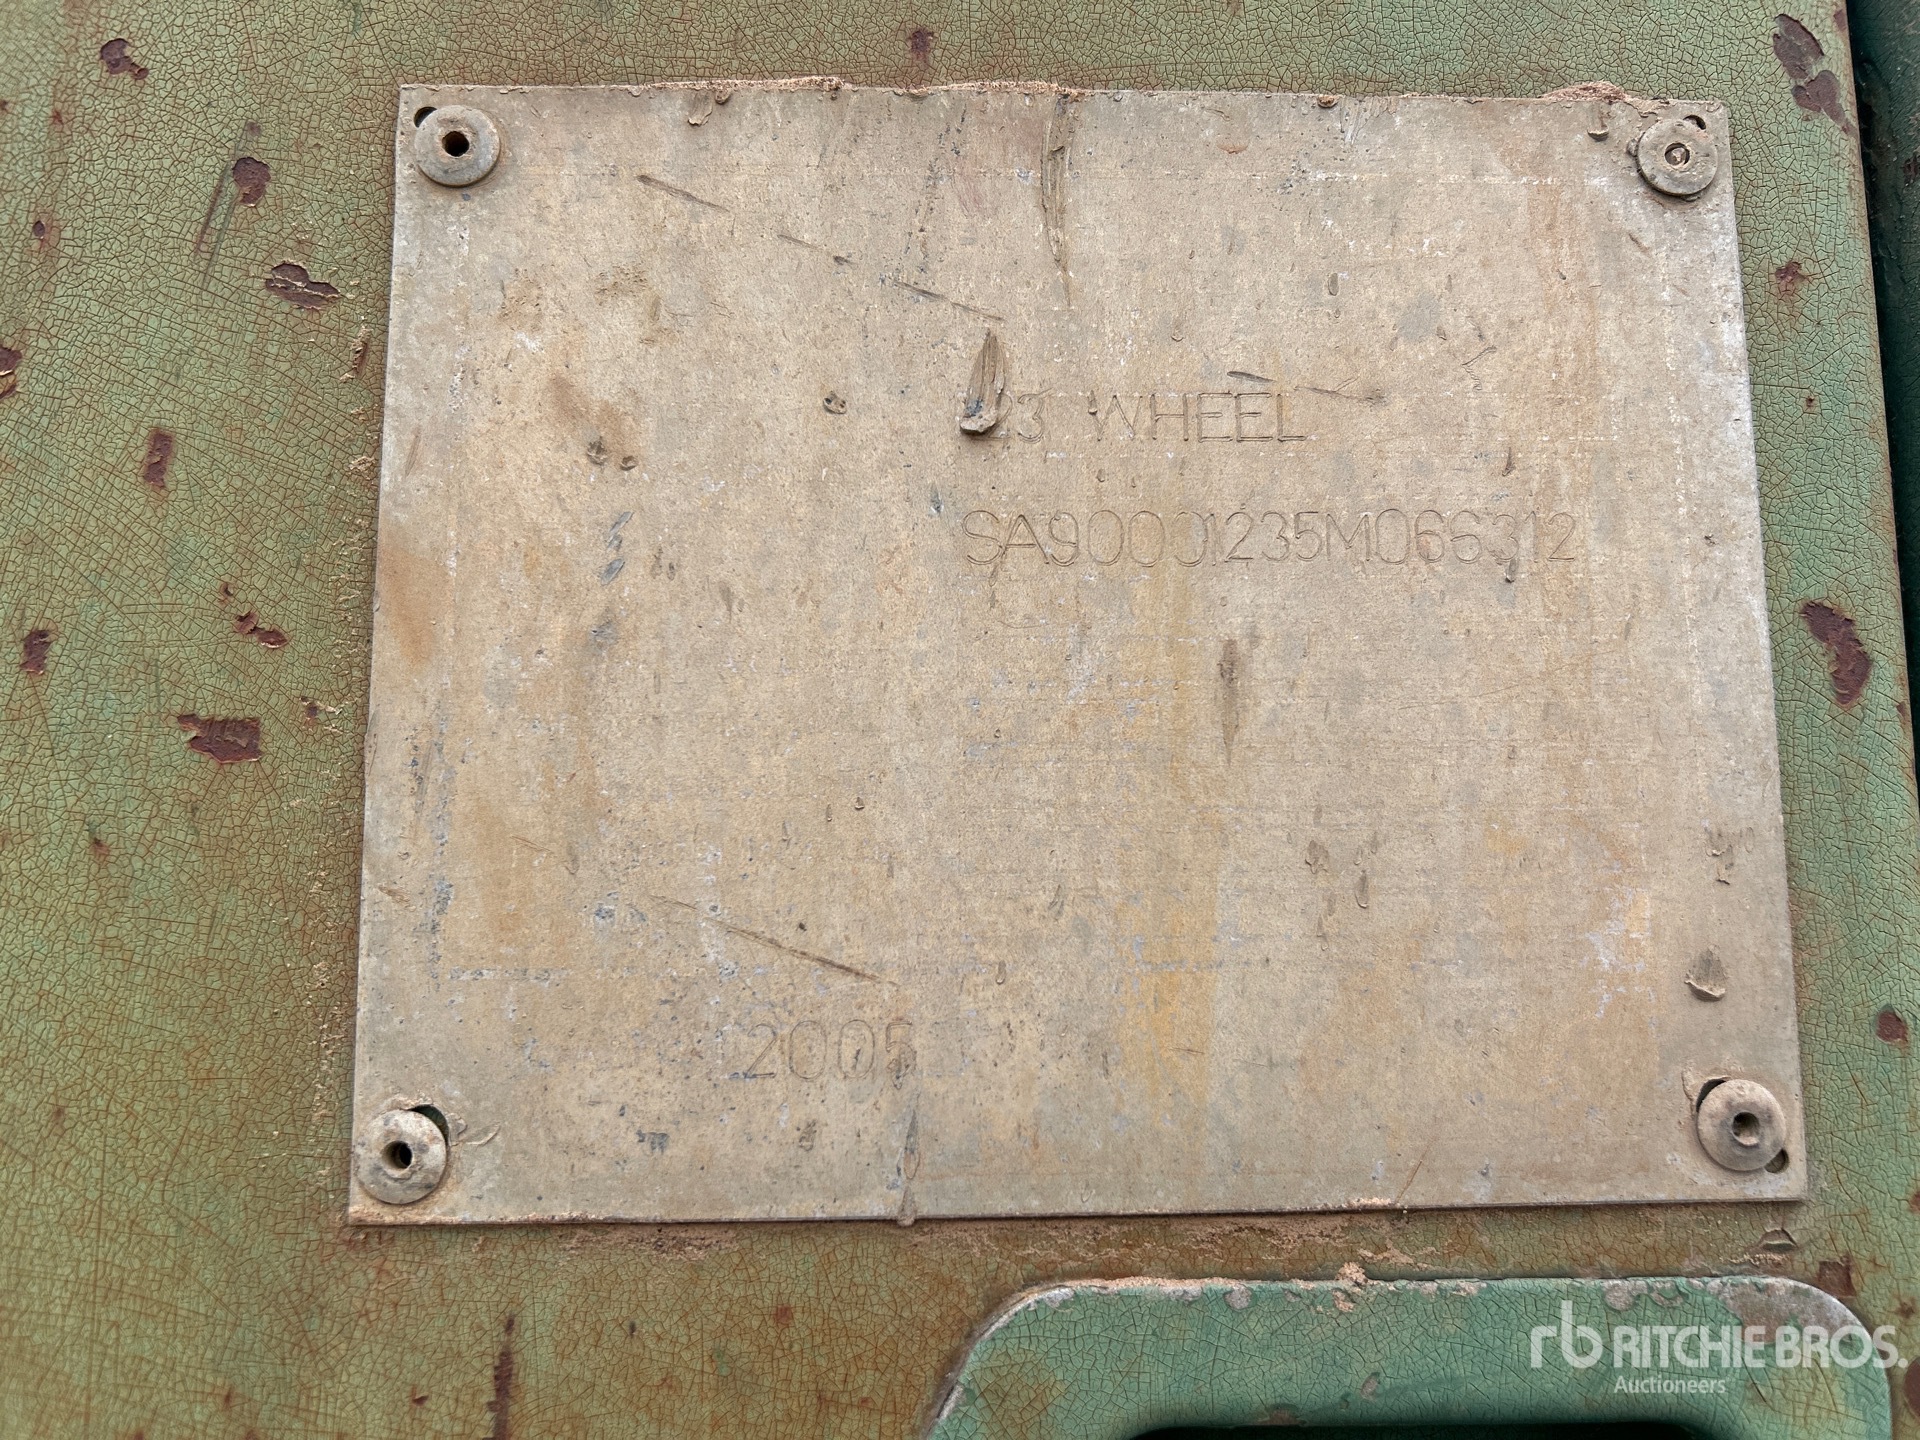 23 WHEEL
SA90001235M066312
2005
rb RITCHIE BROS.
Auctioneers